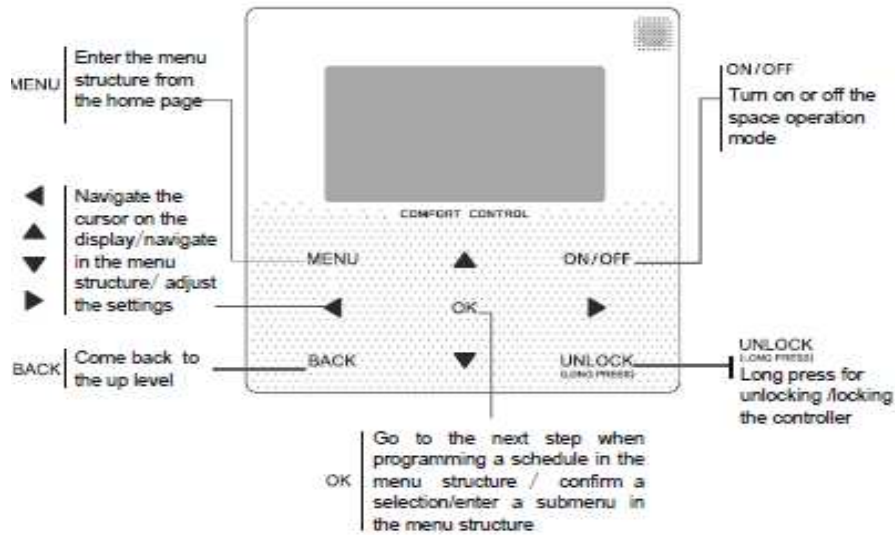 MENU
Enter the menu
structure from
the home page
ON/OFF
Turn on or off the
space operation
mode
Navigate the
cursor on the
display/navigate
in the menu
structure/ adjust
the settings
COMFORT CONTROL
MENU
ON/OFF
OK
BACK
UNLOCK
(LONG PRESS)
BACK
Come back to
the up level
UNLOCK
(LONG PRESS)
Long press for
unlocking /locking
the controller
OK
Go to the next step when
programming a schedule in the
menu structure / confirm a
selection/enter a submenu in
the menu structure